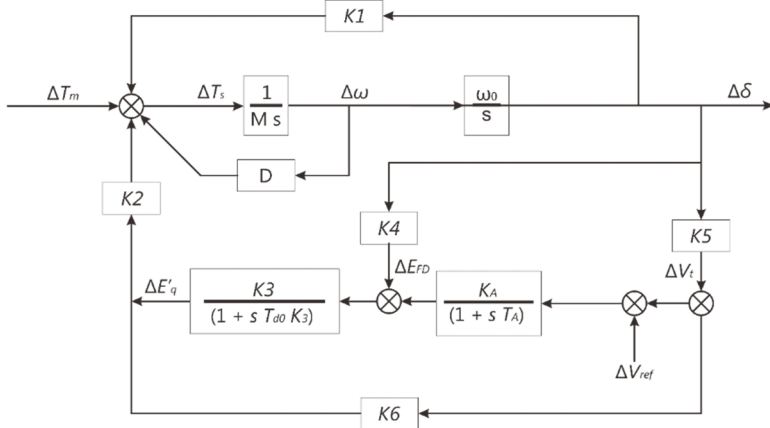 K1
ΔTm
ΔTs
1
M s
Δω
ω0
s
Δδ
D
K2
K4
K5
ΔEFD
ΔVt
ΔE'q
K3
(1 + s Td0 K3)
KA
(1 + s TA)
ΔVref
K6